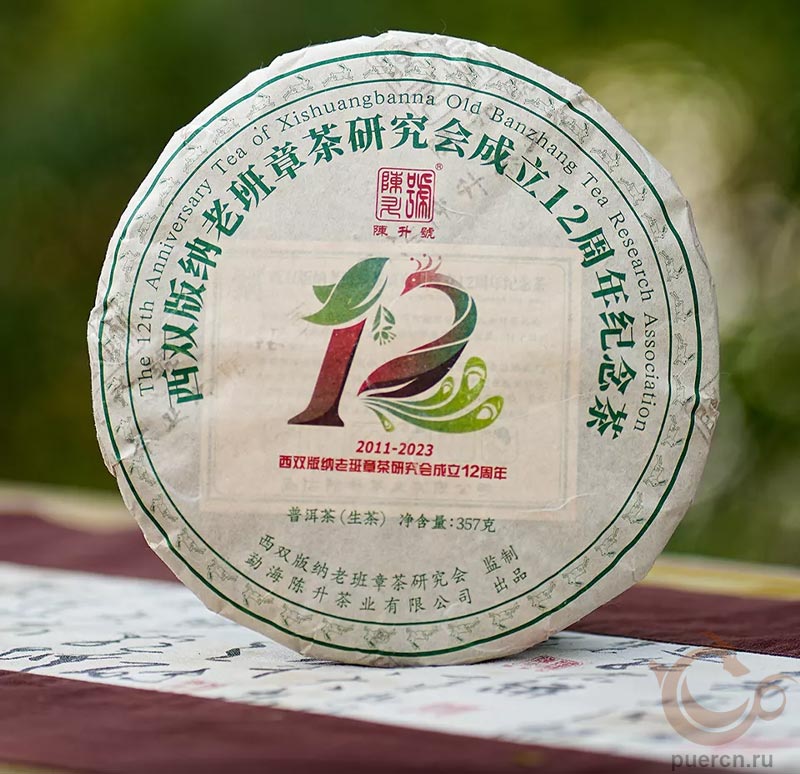 The 12th Anniversary Tea of Xishuangbanna Old Banzhang Tea Research Association
西双版纳老班章茶研究会成立12周年纪念茶
陳升號
®
陳升號
12
2011-2023
西双版纳老班章茶研究会成立12周年
普洱茶(生茶) 净含量:357克
西双版纳老班章茶研究会 监制
勐海陈升茶业有限公司 出品
puercn.ru